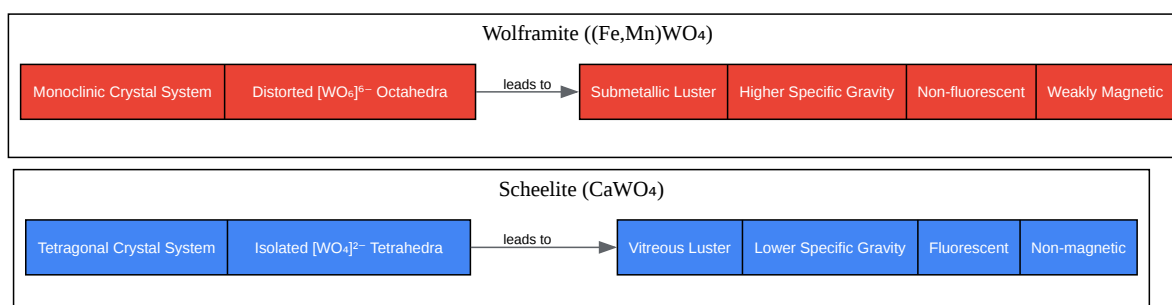 Wolframite ((Fe,Mn)WO₄)
Monoclinic Crystal System
Distorted [WO₆]⁶⁻ Octahedra
leads to
Submetallic Luster
Higher Specific Gravity
Non-fluorescent
Weakly Magnetic
Scheelite (CaWO₄)
Tetragonal Crystal System
Isolated [WO₄]²⁻ Tetrahedra
leads to
Vitreous Luster
Lower Specific Gravity
Fluorescent
Non-magnetic